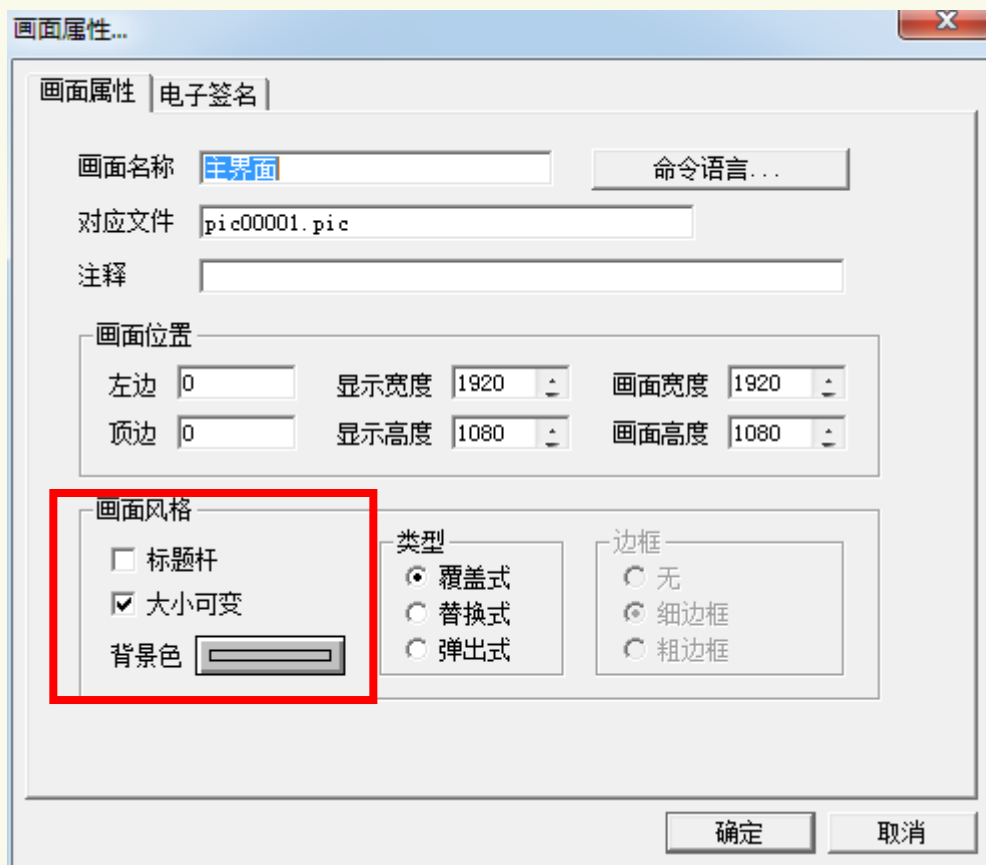 画面属性...
画面属性 电子签名
画面名称 主界面 命令语言...
对应文件 pic00001.pic
注释
画面位置
左边 0 显示宽度 1920 画面宽度 1920
顶边 0 显示高度 1080 画面高度 1080
画面风格
标题杆
大小可变
背景色
类型
覆盖式
替换式
弹出式
边框
无
细边框
粗边框
确定 取消